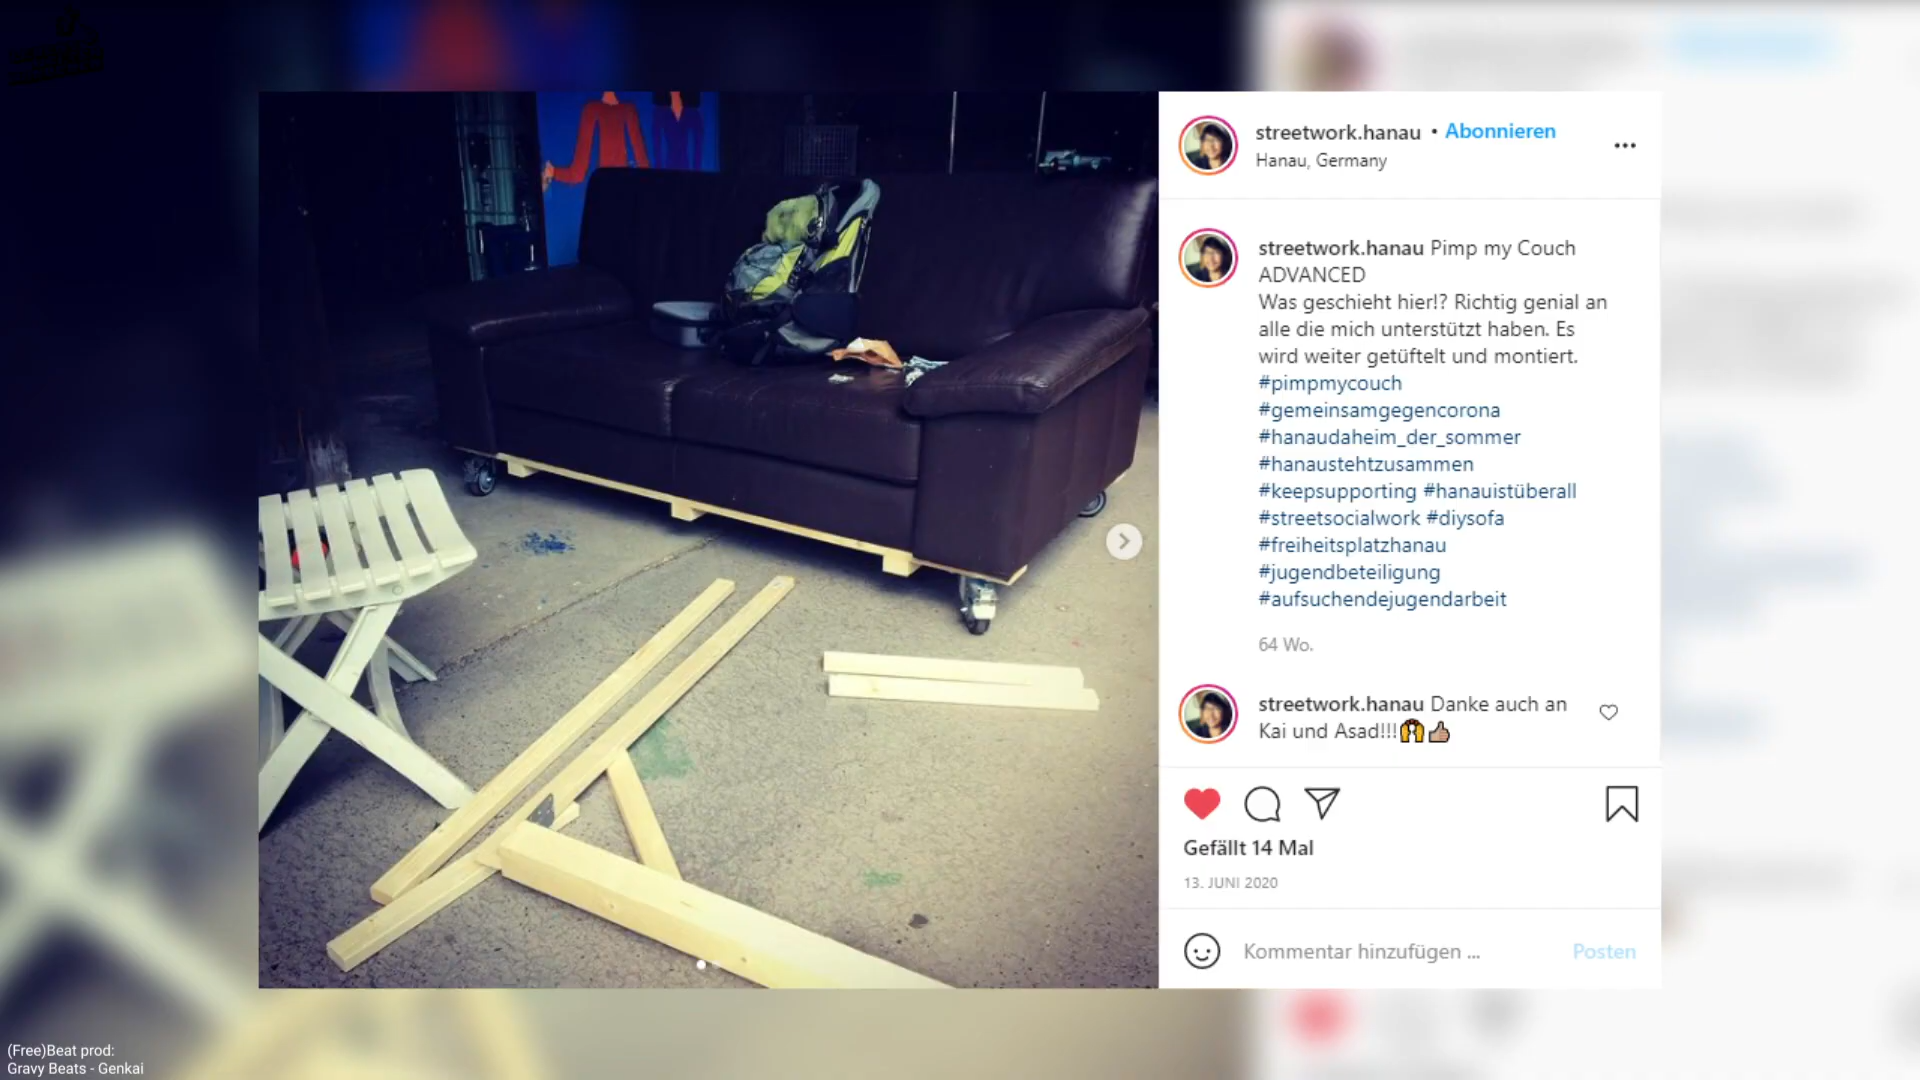 streetwork.hanau • Abonnieren
Hanau, Germany
streetwork.hanau Pimp my Couch
ADVANCED
Was geschieht hier!? Richtig genial an
alle die mich unterstützt haben. Es
wird weiter getüftelt und montiert.
#pimpmycouch
#gemeinsamgegencorona
#hanaudaheim_der_sommer
#hanaustehtzusammen
#keepsupporting #hanauistüberall
#streetsocialwork #diysofa
#freiheitsplatzhanau
#jugendbeteiligung
#aufsuchendejugendarbeit
64 Wo.
streetwork.hanau Danke auch an
Kai und Asad!!!🙌👍🏽
Gefällt 14 Mal
13. JUNI 2020
Kommentar hinzufügen ...
Posten
(Free)Beat prod:
Gravy Beats - Genkai